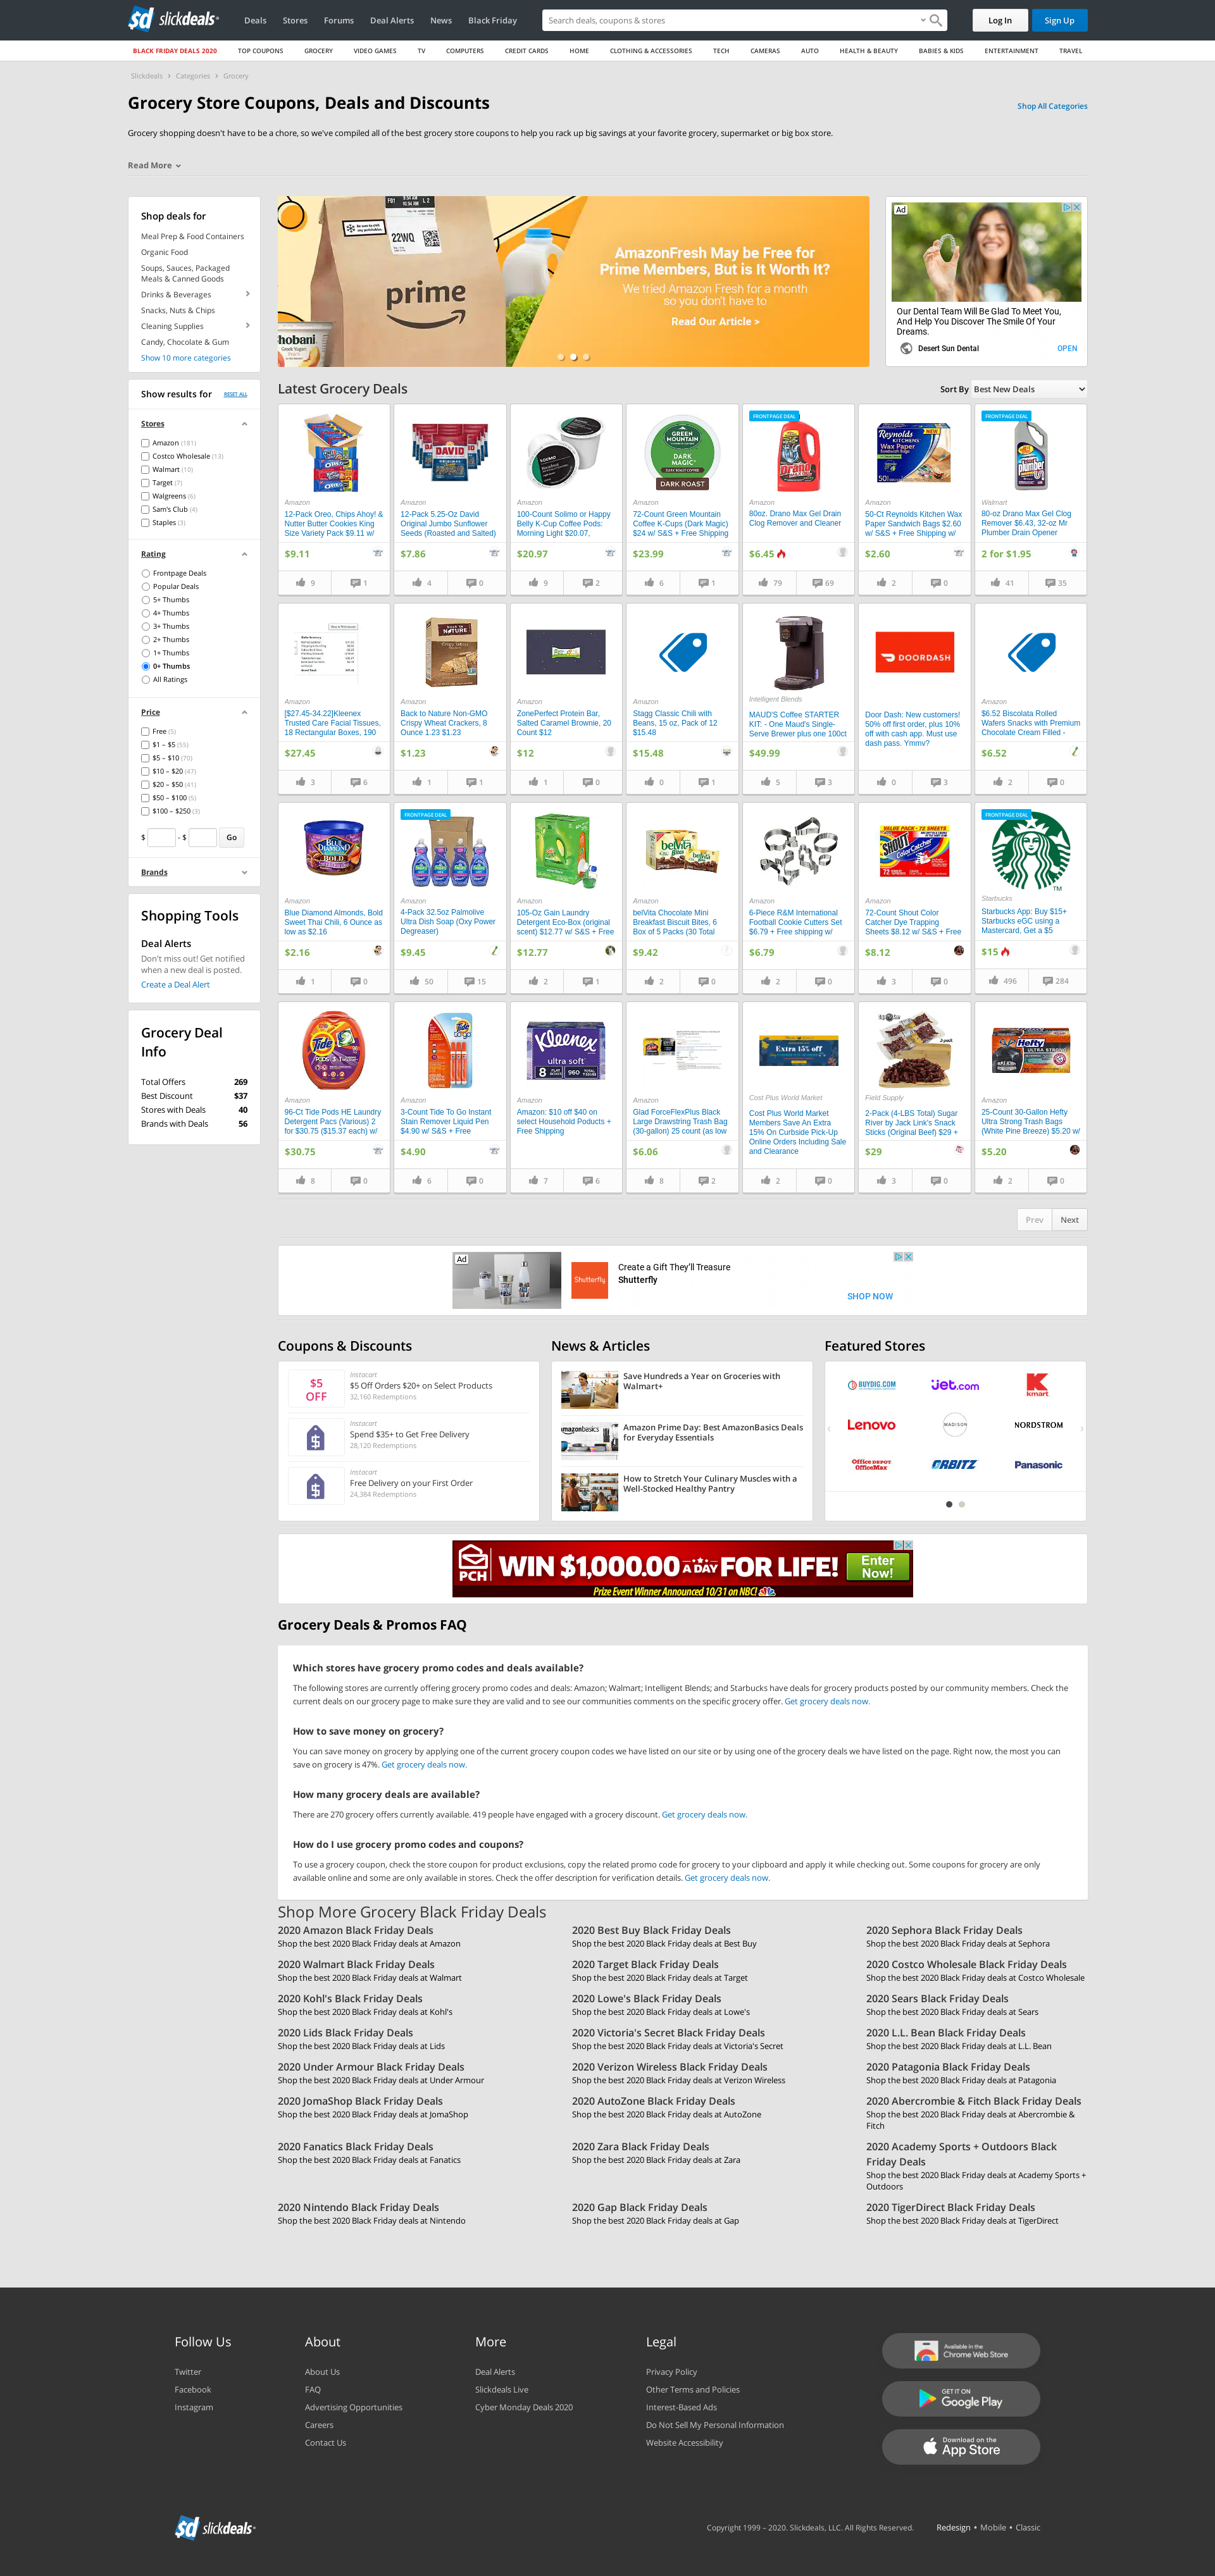 slickdeals
Deals
Stores
Forums
Deal Alerts
News
Black Friday
Search deals, coupons & stores
Log In
Sign Up
BLACK FRIDAY DEALS 2020
TOP COUPONS
GROCERY
VIDEO GAMES
TV
COMPUTERS
CREDIT CARDS
HOME
CLOTHING & ACCESSORIES
TECH
CAMERAS
AUTO
HEALTH & BEAUTY
BABIES & KIDS
ENTERTAINMENT
TRAVEL
Slickdeals > Categories > Grocery
Grocery Store Coupons, Deals and Discounts
Shop All Categories
Grocery shopping doesn't have to be a chore, so we've compiled all of the best grocery store coupons to help you rack up big savings at your favorite grocery, supermarket or big box store.
Read More
Shop deals for
Meal Prep & Food Containers
Organic Food
Soups, Sauces, Packaged
Meals & Canned Goods
Drinks & Beverages
Snacks, Nuts & Chips
Cleaning Supplies
Candy, Chocolate & Gum
Show 10 more categories
Show results for
RESET ALL
Stores
Amazon (181)
Costco Wholesale (13)
Walmart (10)
Target (7)
Walgreens (6)
Sam's Club (4)
Staples (3)
Rating
Frontpage Deals
Popular Deals
5+ Thumbs
4+ Thumbs
3+ Thumbs
2+ Thumbs
1+ Thumbs
0+ Thumbs
All Ratings
Price
Free (5)
$1 – $5 (55)
$5 – $10 (70)
$10 – $20 (47)
$20 – $50 (41)
$50 – $100 (5)
$100 – $250 (3)
$ - $ Go
Brands
Shopping Tools
Deal Alerts
Don't miss out! Get notified
when a new deal is posted.
Create a Deal Alert
Grocery Deal
Info
Total Offers 269
Best Discount $37
Stores with Deals 40
Brands with Deals 56
22WQ
prime
hobani
AmazonFresh May be Free for
Prime Members, But is it Worth It?
We tried Amazon Fresh for a month
so you don't have to
Read Our Article >
Ad
Our Dental Team Will Be Glad To Meet You,
And Help You Discover The Smile Of Your
Dreams.
Desert Sun Dental
OPEN
Latest Grocery Deals
Sort By Best New Deals
Amazon
12-Pack Oreo, Chips Ahoy! &
Nutter Butter Cookies King
Size Variety Pack $9.11 w/
$9.11
9
1
DAVID
Amazon
12-Pack 5.25-Oz David
Original Jumbo Sunflower
Seeds (Roasted and Salted)
$7.86
4
0
Amazon
100-Count Solimo or Happy
Belly K-Cup Coffee Pods:
Morning Light $20.07,
$20.97
9
2
GREEN MOUNTAIN
DARK MAGIC
DARK ROAST
Amazon
72-Count Green Mountain
Coffee K-Cups (Dark Magic)
$24 w/ S&S + Free Shipping
$23.99
6
1
FRONTPAGE DEAL
Drano
Amazon
80oz. Drano Max Gel Drain
Clog Remover and Cleaner
$6.45
79
69
Reynolds
KITCHENS
Wax Paper
NEW
50
Amazon
50-Ct Reynolds Kitchen Wax
Paper Sandwich Bags $2.60
w/ S&S + Free Shipping w/
$2.60
2
0
FRONTPAGE DEAL
Walmart
80-oz Drano Max Gel Clog
Remover $6.43, 32-oz Mr
Plumber Drain Opener
2 for $1.95
41
35
Amazon
[$27.45-34.22]Kleenex
Trusted Care Facial Tissues,
18 Rectangular Boxes, 190
$27.45
3
6
BACK TO NATURE
Amazon
Back to Nature Non-GMO
Crispy Wheat Crackers, 8
Ounce 1.23 $1.23
$1.23
1
1
Amazon
ZonePerfect Protein Bar,
Salted Caramel Brownie, 20
Count $12
$12
1
0
Amazon
Stagg Classic Chili with
Beans, 15 oz, Pack of 12
$15.48
$15.48
0
1
Intelligent Blends
MAUD'S Coffee STARTER
KIT: - One Maud's Single-
Serve Brewer plus one 100ct
$49.99
5
3
DOORDASH
Door Dash: New customers!
50% off first order, plus 10%
off with cash app. Must use
dash pass. Ymmv?
0
3
Amazon
$6.52 Biscolata Rolled
Wafers Snacks with Premium
Chocolate Cream Filled -
$6.52
2
0
BLUE DIAMOND
ALMONDS
BOLD
Amazon
Blue Diamond Almonds, Bold
Sweet Thai Chili, 6 Ounce as
low as $2.16
$2.16
1
0
FRONTPAGE DEAL
Amazon
4-Pack 32.5oz Palmolive
Ultra Dish Soap (Oxy Power
Degreaser)
$9.45
50
15
Amazon
105-Oz Gain Laundry
Detergent Eco-Box (original
scent) $12.77 w/ S&S + Free
$12.77
2
1
belVita
Bites
Amazon
belVita Chocolate Mini
Breakfast Biscuit Bites, 6
Box of 5 Packs (30 Total
$9.42
2
0
Amazon
6-Piece R&M International
Football Cookie Cutters Set
$6.79 + Free shipping w/
$6.79
2
0
VALUE PACK · 72 SHEETS
SHOUT
Color Catcher
72
Amazon
72-Count Shout Color
Catcher Dye Trapping
Sheets $8.12 w/ S&S + Free
$8.12
3
0
FRONTPAGE DEAL
Starbucks
Starbucks App: Buy $15+
Starbucks eGC using a
Mastercard, Get a $5
$15
496
284
Tide
PODS
Amazon
96-Ct Tide Pods HE Laundry
Detergent Pacs (Various) 2
for $30.75 ($15.37 each) w/
$30.75
8
0
Tide
to go
Amazon
3-Count Tide To Go Instant
Stain Remover Liquid Pen
$4.90 w/ S&S + Free
$4.90
6
0
Kleenex
ultra soft
8
960
Amazon
Amazon: $10 off $40 on
select Household Poducts +
Free Shipping
7
6
Amazon
Glad ForceFlexPlus Black
Large Drawstring Trash Bag
(30-gallon) 25 count (as low
$6.06
8
2
Extra 15% off
Cost Plus World Market
Cost Plus World Market
Members Save An Extra
15% On Curbside Pick-Up
Online Orders Including Sale
and Clearance
2
0
2-pack
Field Supply
2-Pack (4-LBS Total) Sugar
River by Jack Link's Snack
Sticks (Original Beef) $29 +
$29
3
0
Hefty
ULTRA STRONG
Amazon
25-Count 30-Gallon Hefty
Ultra Strong Trash Bags
(White Pine Breeze) $5.20 w/
$5.20
2
0
Prev
Next
Ad
Shutterfly
Create a Gift They'll Treasure
Shutterfly
SHOP NOW
Coupons & Discounts
$5
OFF
Instacart
$5 Off Orders $20+ on Select Products
32,160 Redemptions
Instacart
Spend $35+ to Get Free Delivery
28,120 Redemptions
Instacart
Free Delivery on your First Order
24,384 Redemptions
News & Articles
Save Hundreds a Year on Groceries with
Walmart+
amazonbasics
Amazon Prime Day: Best AmazonBasics Deals
for Everyday Essentials
How to Stretch Your Culinary Muscles with a
Well-Stocked Healthy Pantry
Featured Stores
BUYDIG.COM
jet.com
kmart
Lenovo
MADISON
NORDSTROM
Office DEPOT
OfficeMax
ORBITZ
Panasonic
PCH
WIN $1,000.00 A DAY FOR LIFE!
Enter
Now!
Prize Event Winner Announced 10/31 on NBC!
Grocery Deals & Promos FAQ
Which stores have grocery promo codes and deals available?
The following stores are currently offering grocery promo codes and deals: Amazon; Walmart; Intelligent Blends; and Starbucks have deals for grocery products posted by our community members. Check the
current deals on our grocery page to make sure they are valid and to see our communities comments on the specific grocery offer. Get grocery deals now.
How to save money on grocery?
You can save money on grocery by applying one of the current grocery coupon codes we have listed on our site or by using one of the grocery deals we have listed on the page. Right now, the most you can
save on grocery is 47%. Get grocery deals now.
How many grocery deals are available?
There are 270 grocery offers currently available. 419 people have engaged with a grocery discount. Get grocery deals now.
How do I use grocery promo codes and coupons?
To use a grocery coupon, check the store coupon for product exclusions, copy the related promo code for grocery to your clipboard and apply it while checking out. Some coupons for grocery are only
available online and some are only available in stores. Check the offer description for verification details. Get grocery deals now.
Shop More Grocery Black Friday Deals
2020 Amazon Black Friday Deals
Shop the best 2020 Black Friday deals at Amazon
2020 Best Buy Black Friday Deals
Shop the best 2020 Black Friday deals at Best Buy
2020 Sephora Black Friday Deals
Shop the best 2020 Black Friday deals at Sephora
2020 Walmart Black Friday Deals
Shop the best 2020 Black Friday deals at Walmart
2020 Target Black Friday Deals
Shop the best 2020 Black Friday deals at Target
2020 Costco Wholesale Black Friday Deals
Shop the best 2020 Black Friday deals at Costco Wholesale
2020 Kohl's Black Friday Deals
Shop the best 2020 Black Friday deals at Kohl's
2020 Lowe's Black Friday Deals
Shop the best 2020 Black Friday deals at Lowe's
2020 Sears Black Friday Deals
Shop the best 2020 Black Friday deals at Sears
2020 Lids Black Friday Deals
Shop the best 2020 Black Friday deals at Lids
2020 Victoria's Secret Black Friday Deals
Shop the best 2020 Black Friday deals at Victoria's Secret
2020 L.L. Bean Black Friday Deals
Shop the best 2020 Black Friday deals at L.L. Bean
2020 Under Armour Black Friday Deals
Shop the best 2020 Black Friday deals at Under Armour
2020 Verizon Wireless Black Friday Deals
Shop the best 2020 Black Friday deals at Verizon Wireless
2020 Patagonia Black Friday Deals
Shop the best 2020 Black Friday deals at Patagonia
2020 JomaShop Black Friday Deals
Shop the best 2020 Black Friday deals at JomaShop
2020 AutoZone Black Friday Deals
Shop the best 2020 Black Friday deals at AutoZone
2020 Abercrombie & Fitch Black Friday Deals
Shop the best 2020 Black Friday deals at Abercrombie &
Fitch
2020 Fanatics Black Friday Deals
Shop the best 2020 Black Friday deals at Fanatics
2020 Zara Black Friday Deals
Shop the best 2020 Black Friday deals at Zara
2020 Academy Sports + Outdoors Black
Friday Deals
Shop the best 2020 Black Friday deals at Academy Sports +
Outdoors
2020 Nintendo Black Friday Deals
Shop the best 2020 Black Friday deals at Nintendo
2020 Gap Black Friday Deals
Shop the best 2020 Black Friday deals at Gap
2020 TigerDirect Black Friday Deals
Shop the best 2020 Black Friday deals at TigerDirect
Follow Us
Twitter
Facebook
Instagram
About
About Us
FAQ
Advertising Opportunities
Careers
Contact Us
More
Deal Alerts
Slickdeals Live
Cyber Monday Deals 2020
Legal
Privacy Policy
Other Terms and Policies
Interest-Based Ads
Do Not Sell My Personal Information
Website Accessibility
Available in the
Chrome Web Store
GET IT ON
Google Play
Download on the
App Store
slickdeals
Copyright 1999 – 2020. Slickdeals, LLC. All Rights Reserved.
Redesign • Mobile • Classic